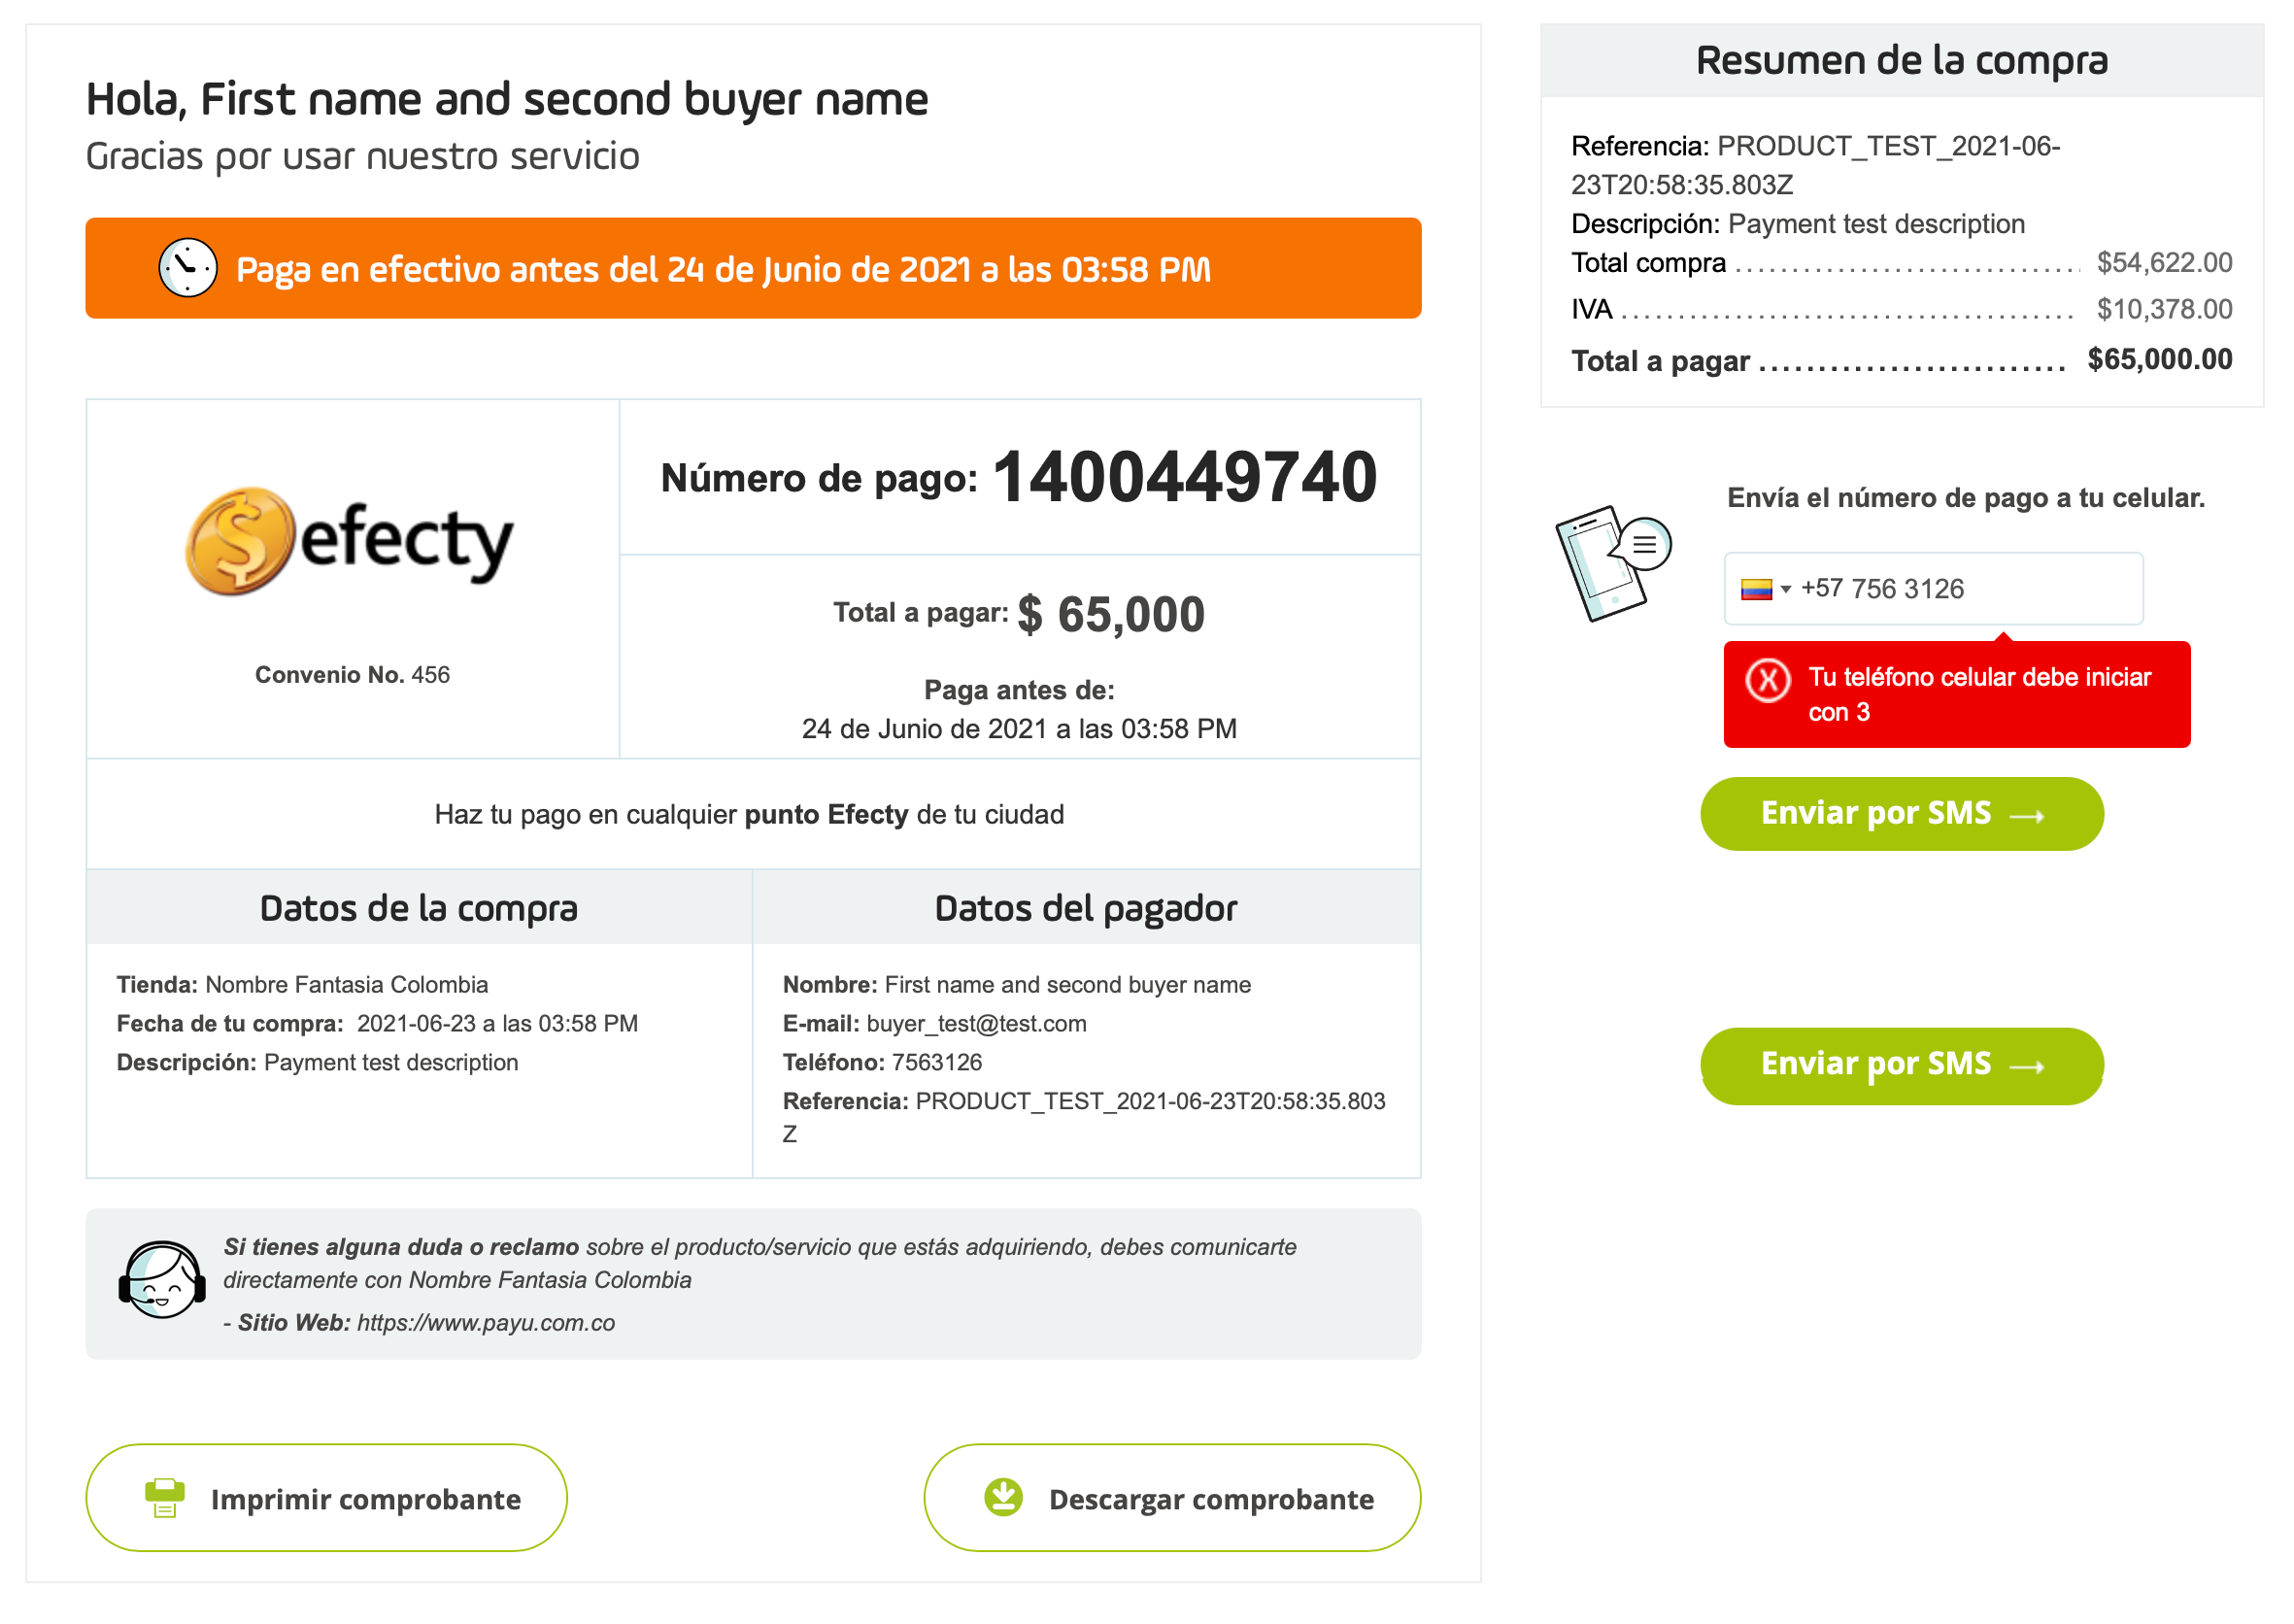 Hola, First name and second buyer name
Gracias por usar nuestro servicio
Paga en efectivo antes del 24 de Junio de 2021 a las 03:58 PM
efecty
Convenio No. 456
Número de pago: 1400449740
Total a pagar: $ 65,000
Paga antes de:
24 de Junio de 2021 a las 03:58 PM
Haz tu pago en cualquier punto Efecty de tu ciudad
Datos de la compra
Tienda: Nombre Fantasia Colombia
Fecha de tu compra: 2021-06-23 a las 03:58 PM
Descripción: Payment test description
Datos del pagador
Nombre: First name and second buyer name
E-mail: buyer_test@test.com
Teléfono: 7563126
Referencia: PRODUCT_TEST_2021-06-23T20:58:35.803
Z
Si tienes alguna duda o reclamo sobre el producto/servicio que estás adquiriendo, debes comunicarte
directamente con Nombre Fantasia Colombia
- Sitio Web: https://www.payu.com.co
Imprimir comprobante
Descargar comprobante
Resumen de la compra
Referencia: PRODUCT_TEST_2021-06-
23T20:58:35.803Z
Descripción: Payment test description
Total compra ............................... $54,622.00
IVA ........................................ $10,378.00
Total a pagar .......................... $65,000.00
Envía el número de pago a tu celular.
+57 756 3126
X Tu teléfono celular debe iniciar
con 3
Enviar por SMS →
Enviar por SMS →